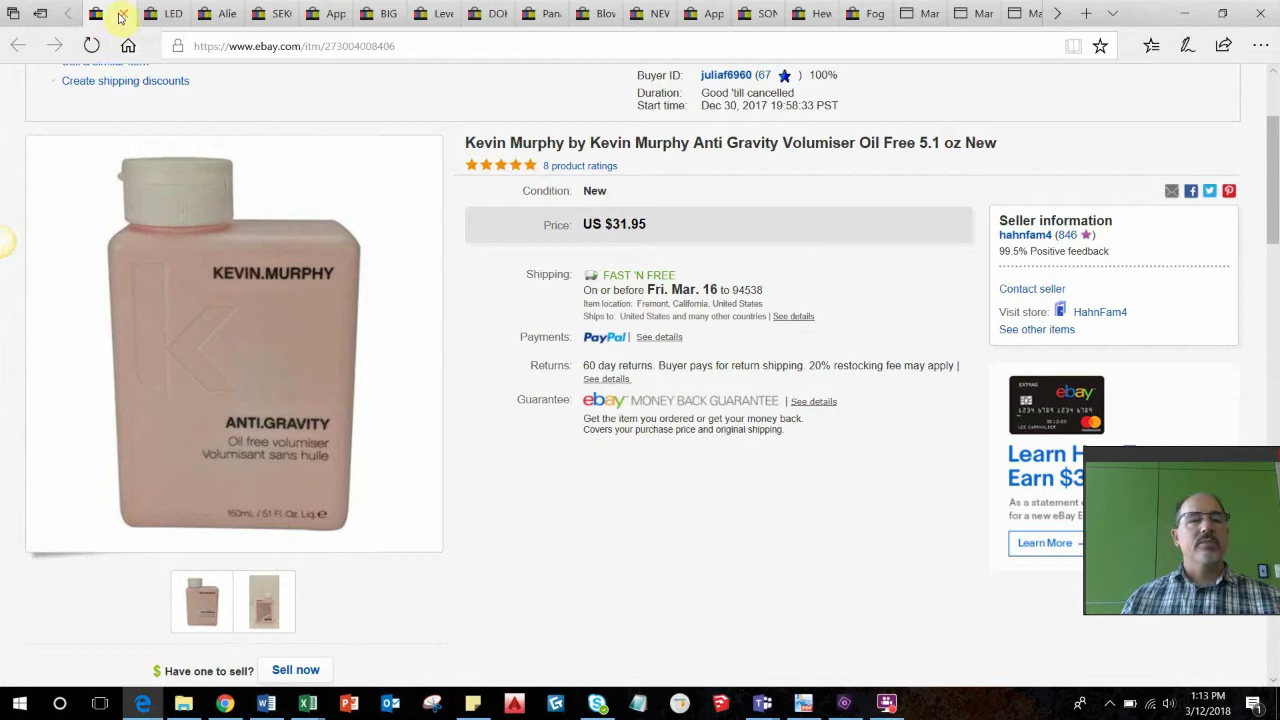 LED
Alie
SEK
App
BIG
Leve
DOK
Pan
Blov
NEV
App
SON
Hew
Fog
Mar
Mar
Ma
https://www.ebay.com/itm/273004008406
Create shipping discounts
Buyer ID: juliaf6960 (67 ) 100%
Duration: Good 'till cancelled
Start time: Dec 30, 2017 19:58:33 PST
Kevin Murphy by Kevin Murphy Anti Gravity Volumiser Oil Free 5.1 oz New
8 product ratings
Condition: New
Price: US $31.95
Shipping: FAST 'N FREE
On or before Fri. Mar. 16 to 94538
Item location: Fremont, California, United States
Ships to: United States and many other countries | See details
Payments: PayPal | See details
Returns: 60 day returns. Buyer pays for return shipping. 20% restocking fee may apply |
See details
Guarantee: ebay MONEY BACK GUARANTEE | See details
Get the item you ordered or get your money back.
Covers your purchase price and original shipping.
Seller information
hahnfam4 (846 )
99.5% Positive feedback
Contact seller
Visit store: HahnFam4
See other items
EXTRAS
ebay
Learn H
Earn $3
As a statement
for a new eBay E
Learn More
KEVIN.MURPHY
K
ANTI.GRAVITY
Oil free volumiser
Volumisant sans huile
150mL / 5.1 Fl. Oz. Liq. e
Have one to sell? Sell now
1:13 PM
3/12/2018